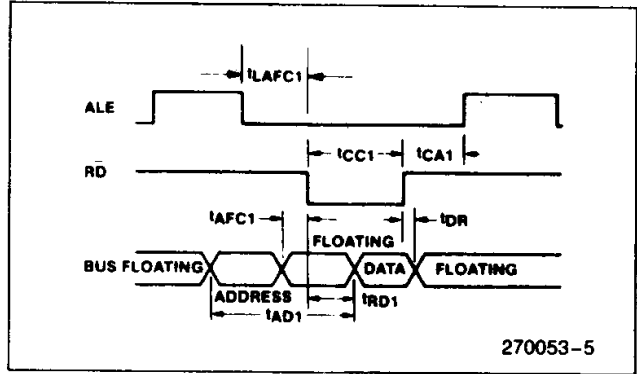 tLAFC1
ALE
tCC1 tCA1
RD
tAFC1 tDR
FLOATING
BUS FLOATING DATA FLOATING
ADDRESS tRD1
tAD1
270053-5